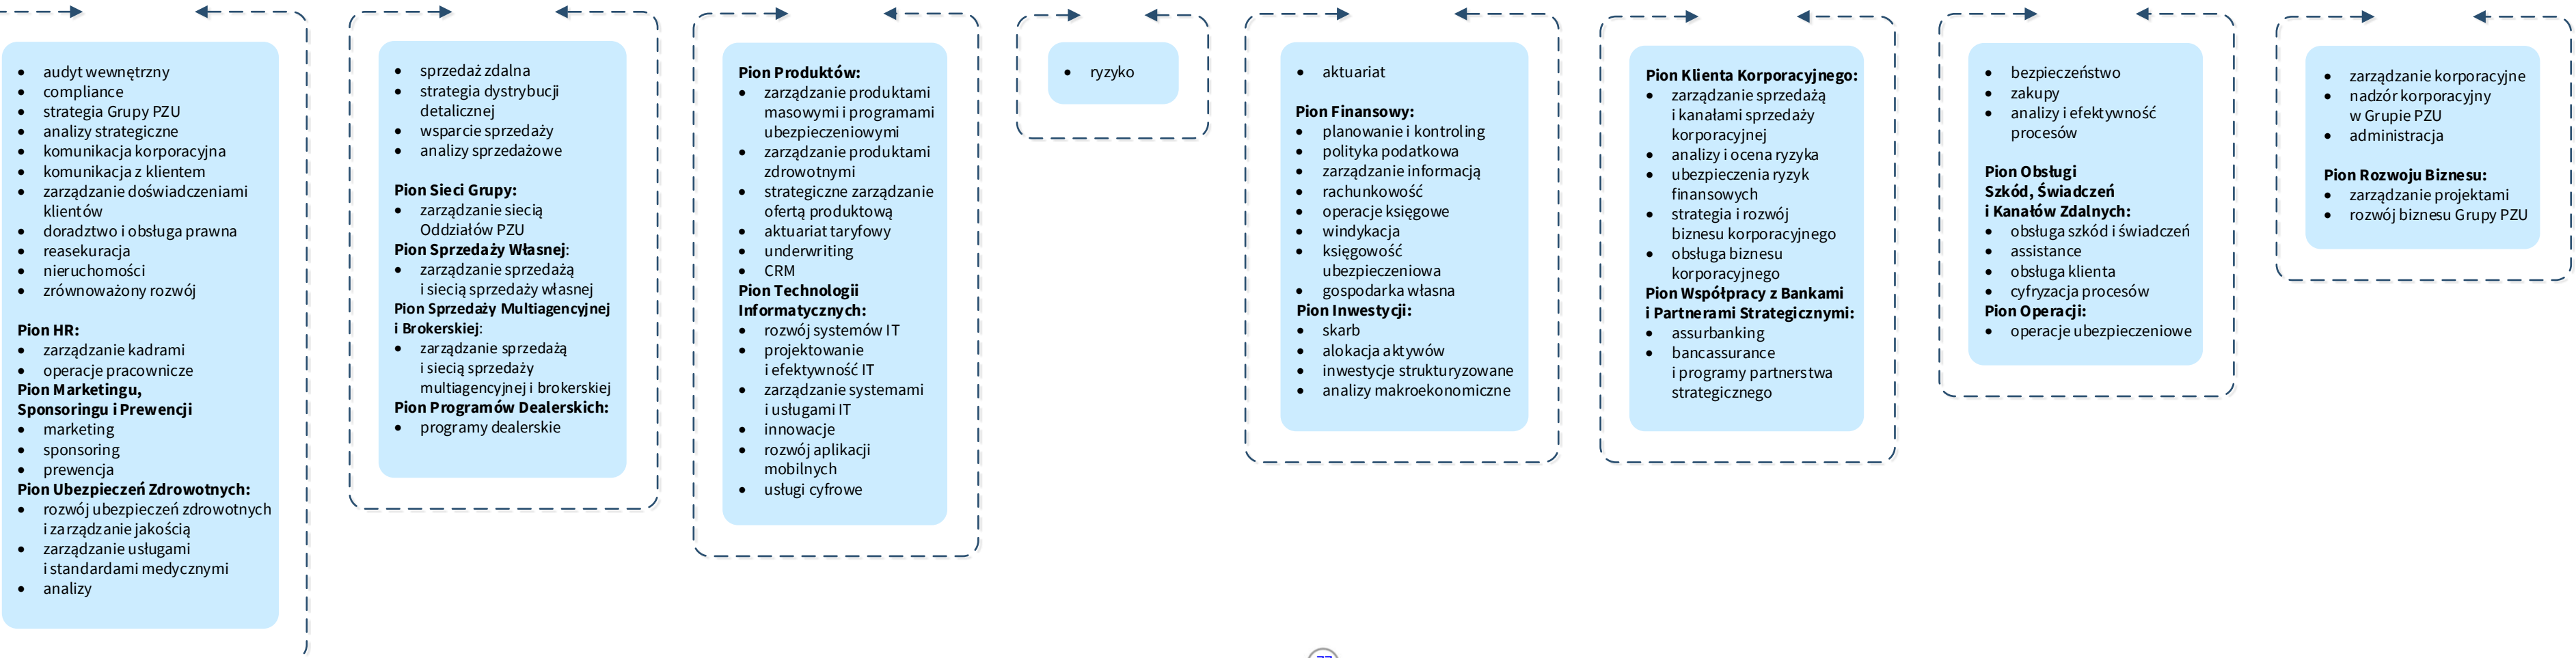 audyt wewnętrzny
compliance
strategia Grupy PZU
analizy strategiczne
komunikacja korporacyjna
komunikacja z klientem
zarządzanie doświadczeniami
klientów
doradztwo i obsługa prawna
reasekuracja
nieruchomości
zrównoważony rozwój
Pion HR:
zarządzanie kadrami
operacje pracownicze
Pion Marketingu,
Sponsoringu i Prewencji
marketing
sponsoring
prewencja
Pion Ubezpieczeń Zdrowotnych:
rozwój ubezpieczeń zdrowotnych
i zarządzanie jakością
zarządzanie usługami
i standardami medycznymi
analizy
sprzedaż zdalna
strategia dystrybucji
detalicznej
wsparcie sprzedaży
analizy sprzedażowe
Pion Sieci Grupy:
zarządzanie siecią
Oddziałów PZU
Pion Sprzedaży Własnej:
zarządzanie sprzedażą
i siecią sprzedaży własnej
Pion Sprzedaży Multiagencyjnej
i Brokerskiej:
zarządzanie sprzedażą
i siecią sprzedaży
multiagencyjnej i brokerskiej
Pion Programów Dealerskich:
programy dealerskie
Pion Produktów:
zarządzanie produktami
masowymi i programami
ubezpieczeniowymi
zarządzanie produktami
zdrowotnymi
strategiczne zarządzanie
ofertą produktową
aktuariat taryfowy
underwriting
CRM
Pion Technologii
Informatycznych:
rozwój systemów IT
projektowanie
i efektywność IT
zarządzanie systemami
i usługami IT
innowacje
rozwój aplikacji
mobilnych
usługi cyfrowe
ryzyko
aktuariat
Pion Finansowy:
planowanie i kontroling
polityka podatkowa
zarządzanie informacją
rachunkowość
operacje księgowe
windykacja
księgowość
ubezpieczeniowa
gospodarka własna
Pion Inwestycji:
skarb
alokacja aktywów
inwestycje strukturyzowane
analizy makroekonomiczne
Pion Klienta Korporacyjnego:
zarządzanie sprzedażą
i kanałami sprzedaży
korporacyjnej
analizy i ocena ryzyka
ubezpieczenia ryzyk
finansowych
strategia i rozwój
biznesu korporacyjnego
obsługa biznesu
korporacyjnego
Pion Współpracy z Bankami
i Partnerami Strategicznymi:
assurbanking
bancassurance
i programy partnerstwa
strategicznego
bezpieczeństwo
zakupy
analizy i efektywność
procesów
Pion Obsługi
Szkód, Świadczeń
i Kanałów Zdalnych:
obsługa szkód i świadczeń
assistance
obsługa klienta
cyfryzacja procesów
Pion Operacji:
operacje ubezpieczeniowe
zarządzanie korporacyjne
nadzór korporacyjny
w Grupie PZU
administracja
Pion Rozwoju Biznesu:
zarządzanie projektami
rozwój biznesu Grupy PZU